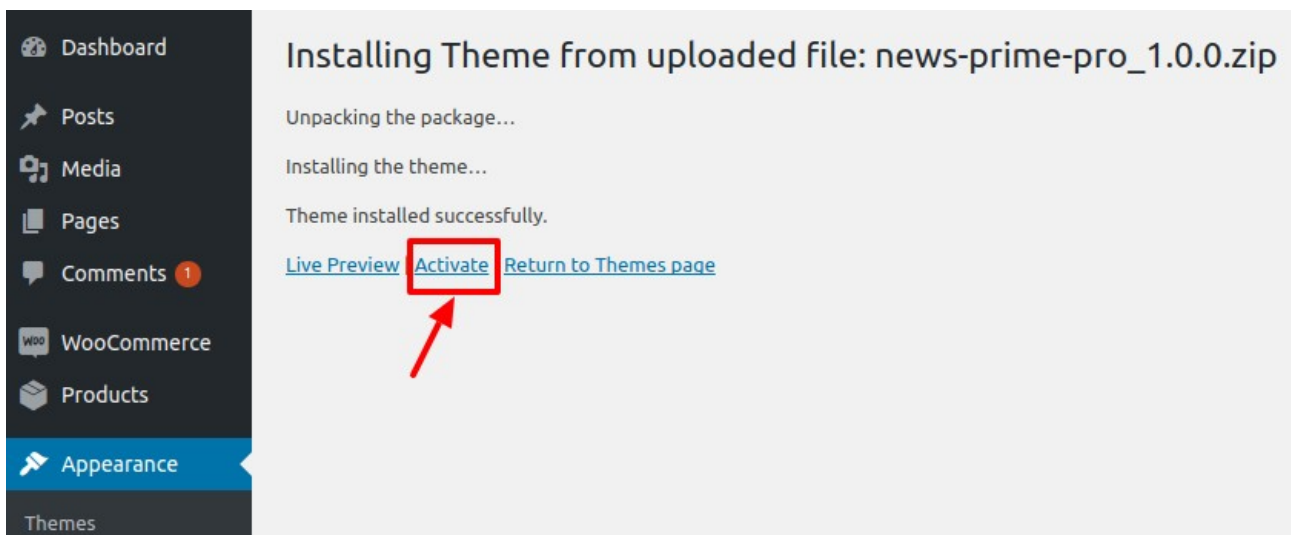 Dashboard
Installing Theme from uploaded file: news-prime-pro_1.0.0.zip
Posts
Unpacking the package…
Media
Installing the theme…
Pages
Theme installed successfully.
Comments 1
Live Preview | Activate Return to Themes page
WOO WooCommerce
Products
Appearance
Themes